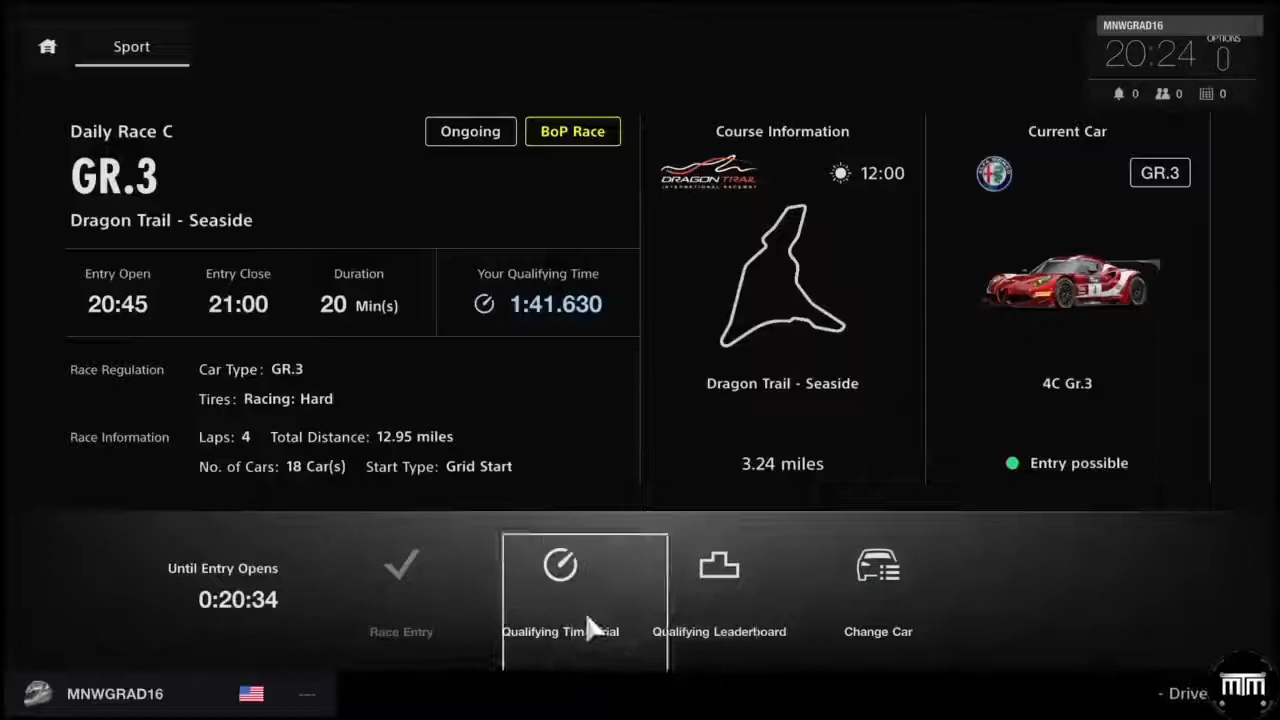 MNWGRAD16
Sport
20:24
OPTIONS
0 0 0
Daily Race C
Ongoing
BoP Race
GR.3
Dragon Trail - Seaside
Entry Open
Entry Close
Duration
Your Qualifying Time
20:45
21:00
20 Min(s)
1:41.630
Race Regulation
Car Type: GR.3
Tires: Racing: Hard
Race Information
Laps: 4 Total Distance: 12.95 miles
No. of Cars: 18 Car(s) Start Type: Grid Start
Course Information
DRAGON TRAIL
INTERNATIONAL RACEWAY
12:00
Dragon Trail - Seaside
3.24 miles
Current Car
GR.3
4C Gr.3
Entry possible
Until Entry Opens
0:20:34
Race Entry
Qualifying
Qualifying Leaderboard
Change Car
MNWGRAD16
---
- Drive
MTM